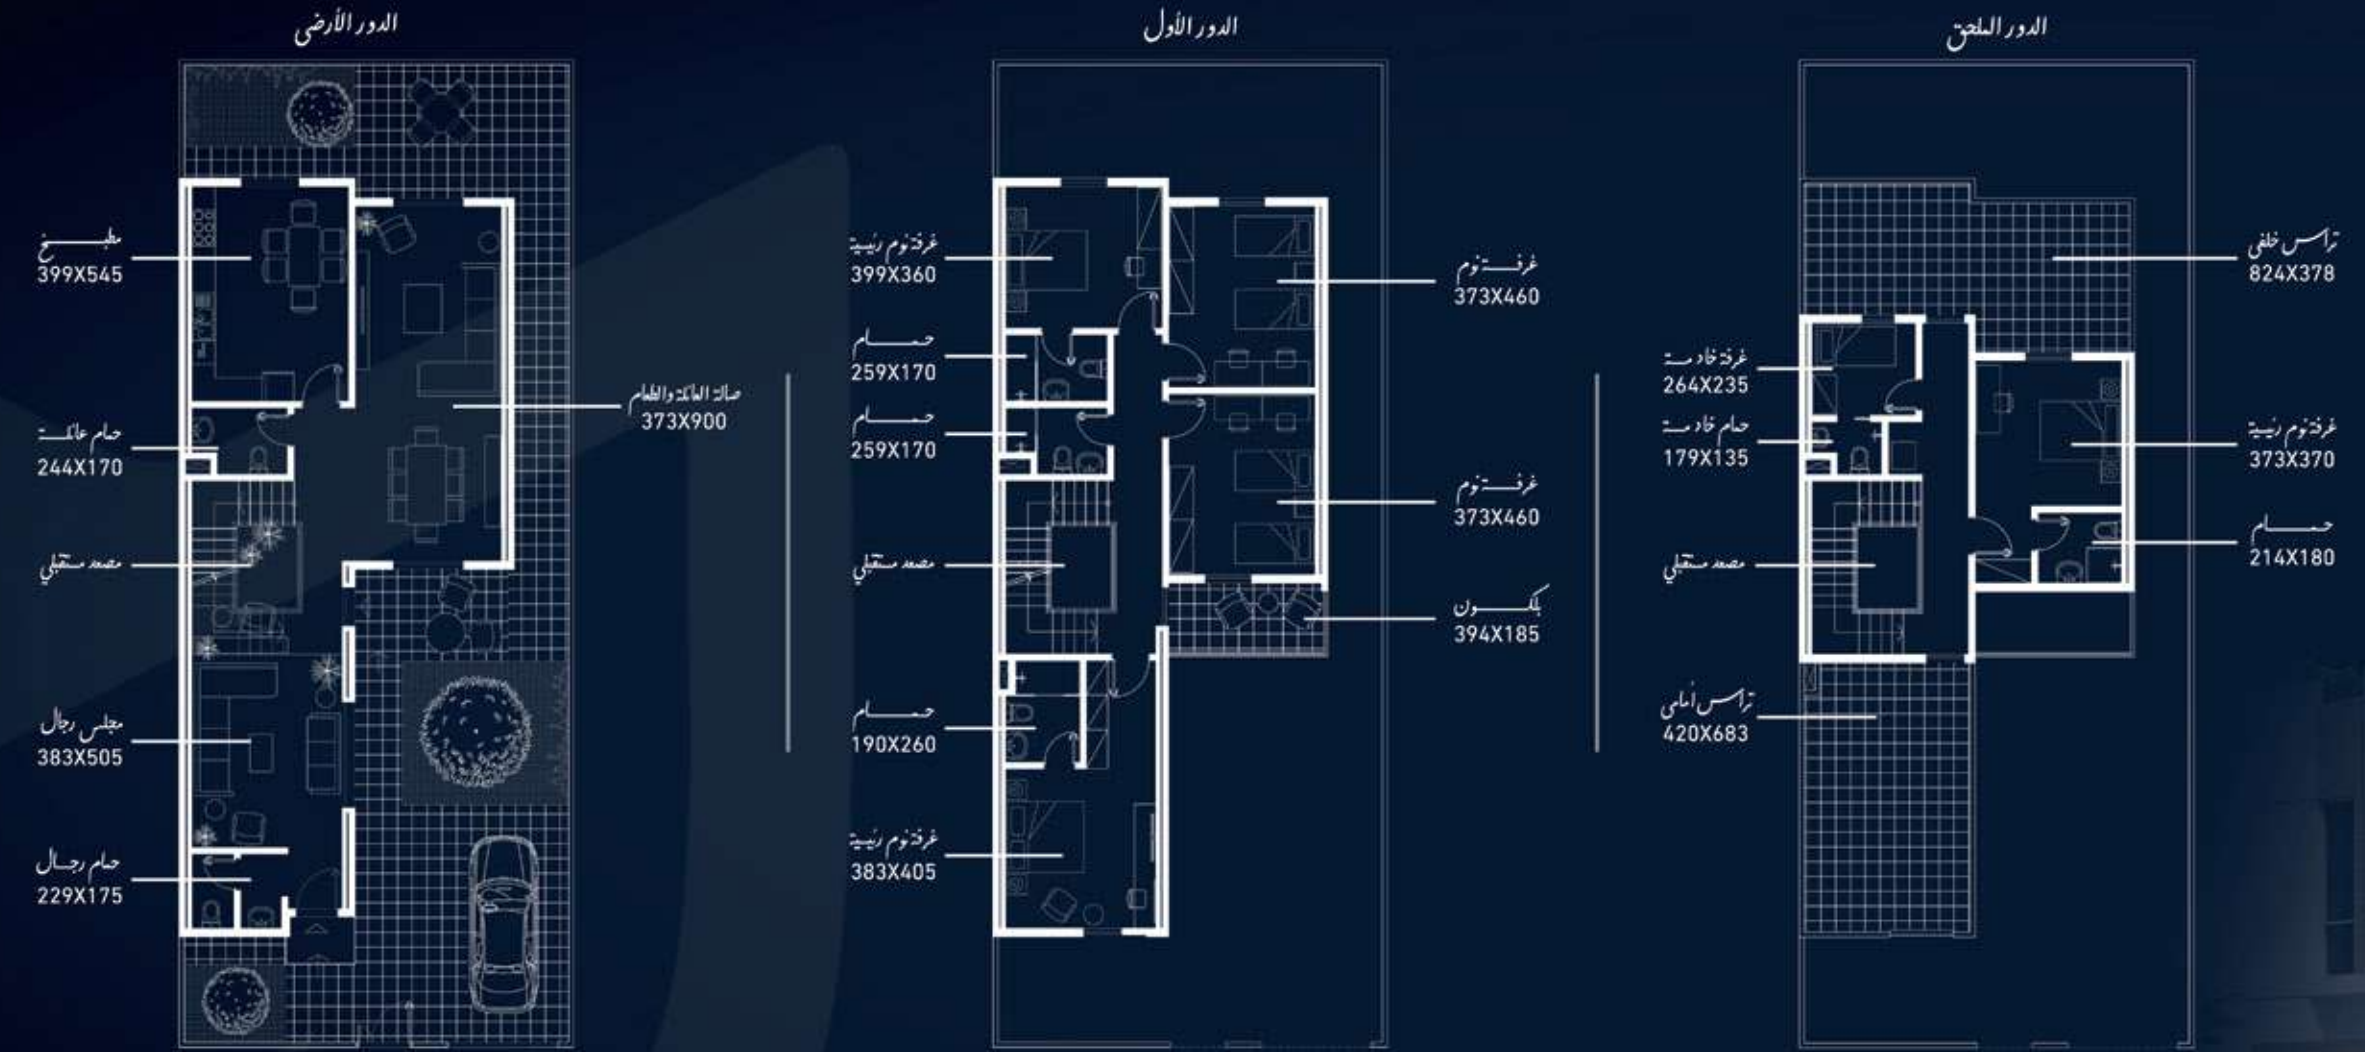 الدور الأرضي
مطبخ
399X545
حمام عائلة
244X170
مصعد مستقبلي
مجلس رجال
383X505
حمام رجال
229X175
صالة العائلة والطعام
373X900
الدور الأول
غرفة نوم رئيسية
399X360
حمام
259X170
حمام
259X170
مصعد مستقبلي
حمام
190X260
غرفة نوم رئيسية
383X405
غرفة نوم
373X460
غرفة نوم
373X460
بلكون
394X185
الدور الملحق
غرفة خادمة
264X235
حمام خادمة
179X135
مصعد مستقبلي
تراس أمامي
420X683
تراس خلفي
824X378
غرفة نوم رئيسية
373X370
حمام
214X180